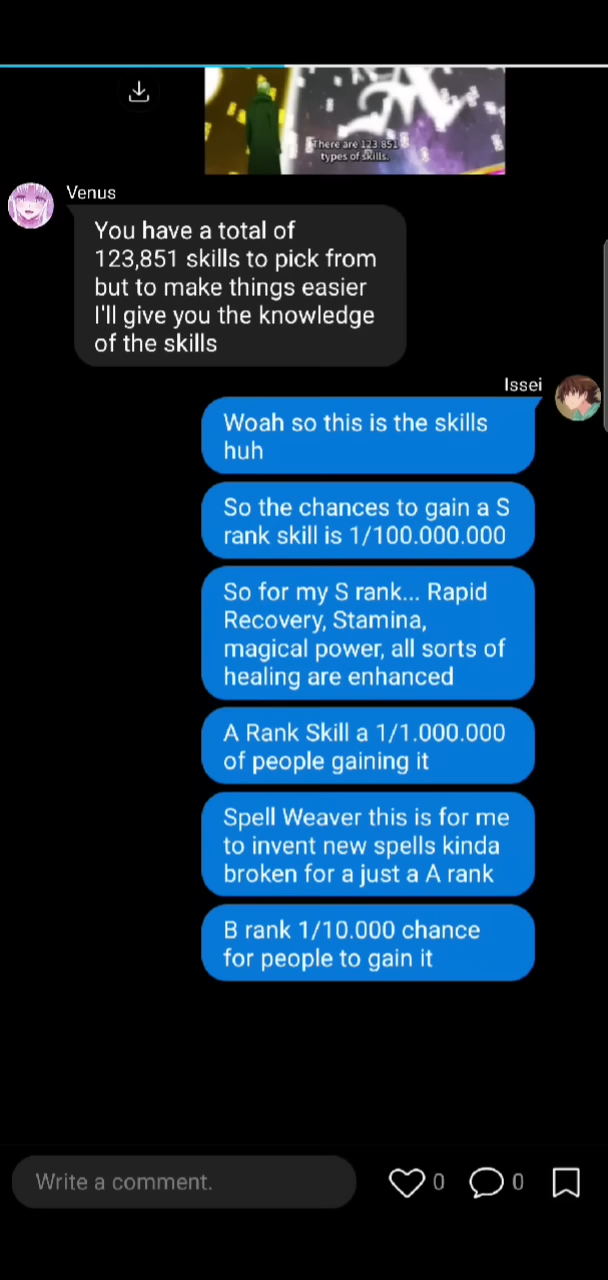 There are 123,851
types of skills.
Venus
You have a total of
123,851 skills to pick from
but to make things easier
I'll give you the knowledge
of the skills
Issei
Woah so this is the skills
huh
So the chances to gain a S
rank skill is 1/100.000.000
So for my S rank... Rapid
Recovery, Stamina,
magical power, all sorts of
healing are enhanced
A Rank Skill a 1/1.000.000
of people gaining it
Spell Weaver this is for me
to invent new spells kinda
broken for a just a A rank
B rank 1/10.000 chance
for people to gain it
Write a comment.
0
0